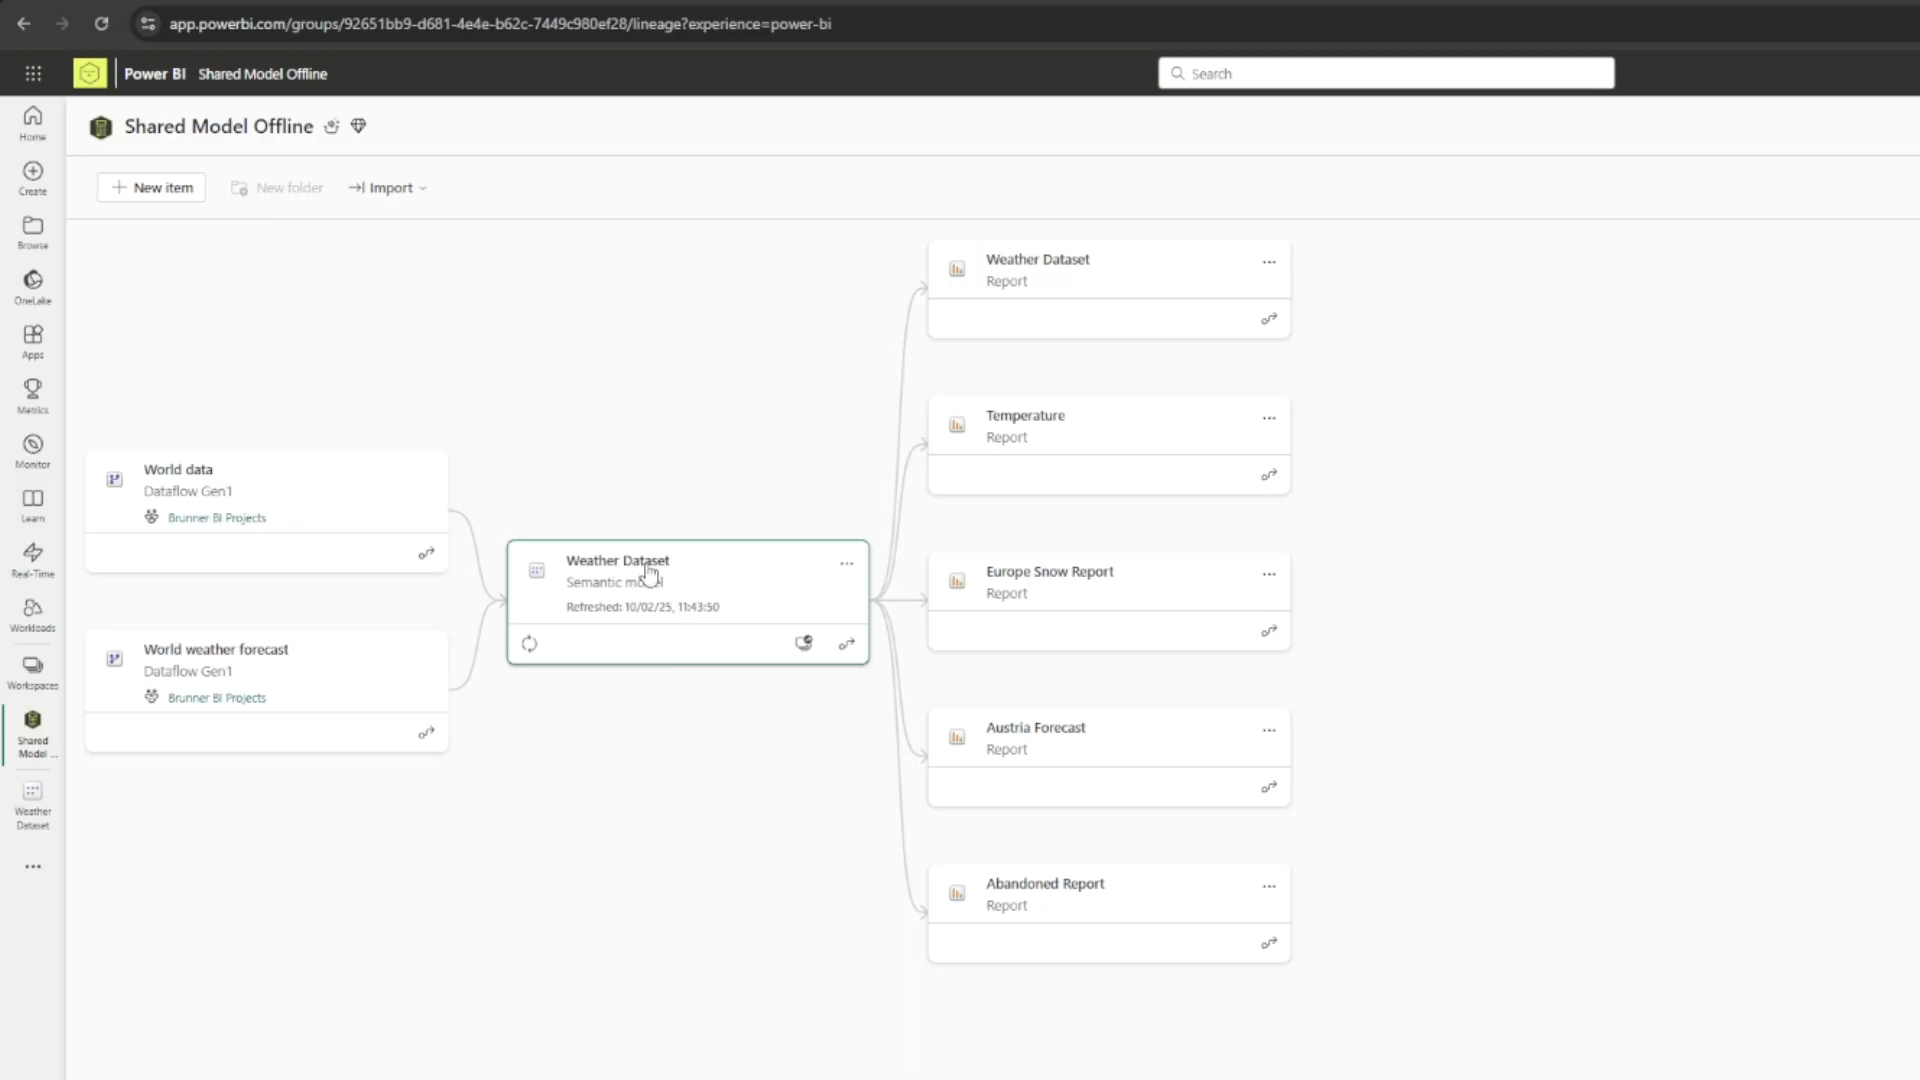 app.powerbi.com/groups/92651bb9-d681-4e4e-b62c-7449c980ef28/lineage?experience=power-bi
Power BI Shared Model Offline
Search
Shared Model Offline
New item
New folder
Import
Home
Create
Browse
OneLake
Apps
Metrics
Monitor
Learn
Real-Time
Workloads
Workspaces
Shared
Model ...
Weather
Dataset
World data
Dataflow Gen1
Brunner BI Projects
World weather forecast
Dataflow Gen1
Brunner BI Projects
Weather Dataset
Semantic model
Refreshed: 10/02/25, 11:43:50
Weather Dataset
Report
Temperature
Report
Europe Snow Report
Report
Austria Forecast
Report
Abandoned Report
Report